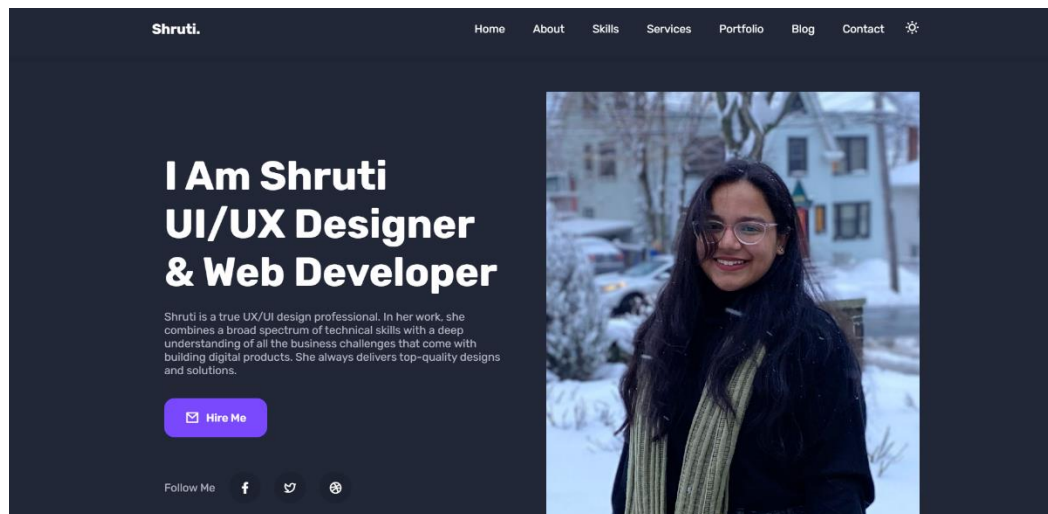 Shruti.
Home About Skills Services Portfolio Blog Contact
I Am Shruti
UI/UX Designer
& Web Developer
Shruti is a true UX/UI design professional. In her work, she
combines a broad spectrum of technical skills with a deep
understanding of all the business challenges that come with
building digital products. She always delivers top-quality designs
and solutions.
Hire Me
Follow Me